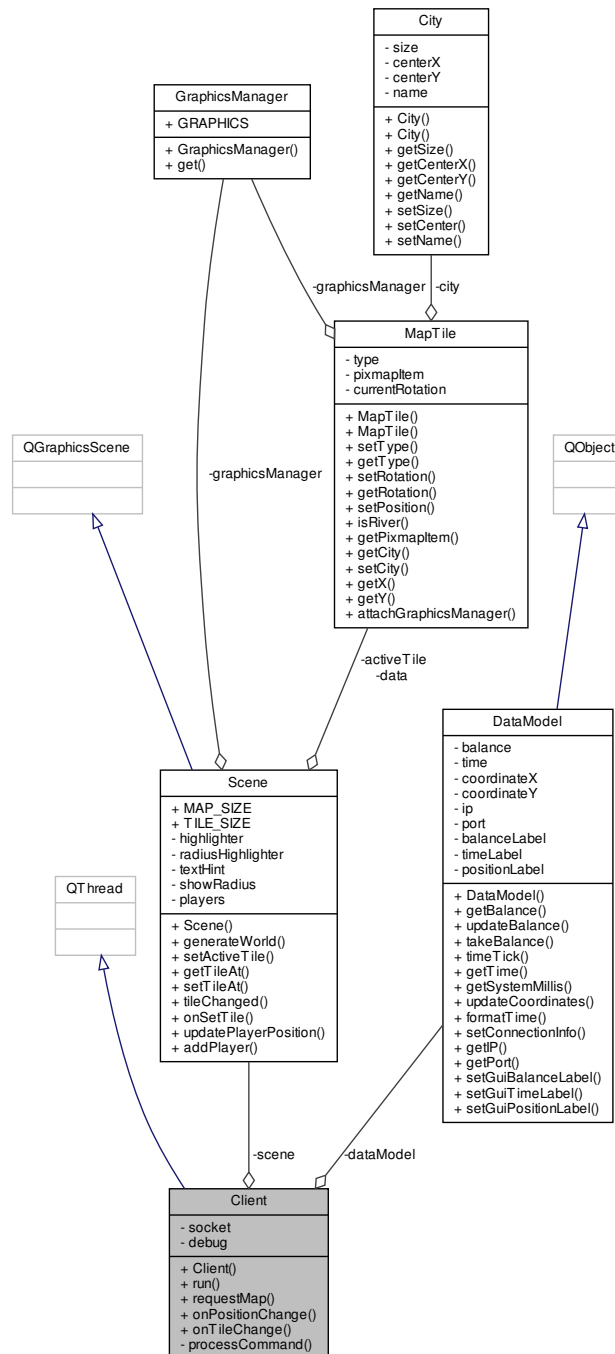 City
- size
- centerX
- centerY
- name
+ City()
+ City()
+ getSize()
+ getCenterX()
+ getCenterY()
+ getName()
+ setSize()
+ setCenter()
+ setName()
GraphicsManager
+ GRAPHICS
+ GraphicsManager()
+ get()
-graphicsManager
-city
MapTile
- type
- pixmapItem
- currentRotation
+ MapTile()
+ MapTile()
+ setType()
+ getType()
+ setRotation()
+ getRotation()
+ setPosition()
+ isRiver()
+ getPixmapItem()
+ getCity()
+ setCity()
+ getX()
+ getY()
+ attachGraphicsManager()
QGraphicsScene
-graphicsManager
QObject
-activeTile
-data
Scene
+ MAP_SIZE
+ TILE_SIZE
- highlighter
- radiusHighlighter
- textHint
- showRadius
- players
+ Scene()
+ generateWorld()
+ setActiveTile()
+ getTileAt()
+ setTileAt()
+ tileChanged()
+ onSetTile()
+ updatePlayerPosition()
+ addPlayer()
DataModel
- balance
- time
- coordinateX
- coordinateY
- ip
- port
- balanceLabel
- timeLabel
- positionLabel
+ DataModel()
+ getBalance()
+ updateBalance()
+ takeBalance()
+ timeTick()
+ getTime()
+ getSystemMillis()
+ updateCoordinates()
+ formatTime()
+ setConnectionInfo()
+ getIP()
+ getPort()
+ setGuiBalanceLabel()
+ setGuiTimeLabel()
+ setGuiPositionLabel()
QThread
-scene
-dataModel
Client
- socket
- debug
+ Client()
+ run()
+ requestMap()
+ onPositionChange()
+ onTileChange()
- processCommand()